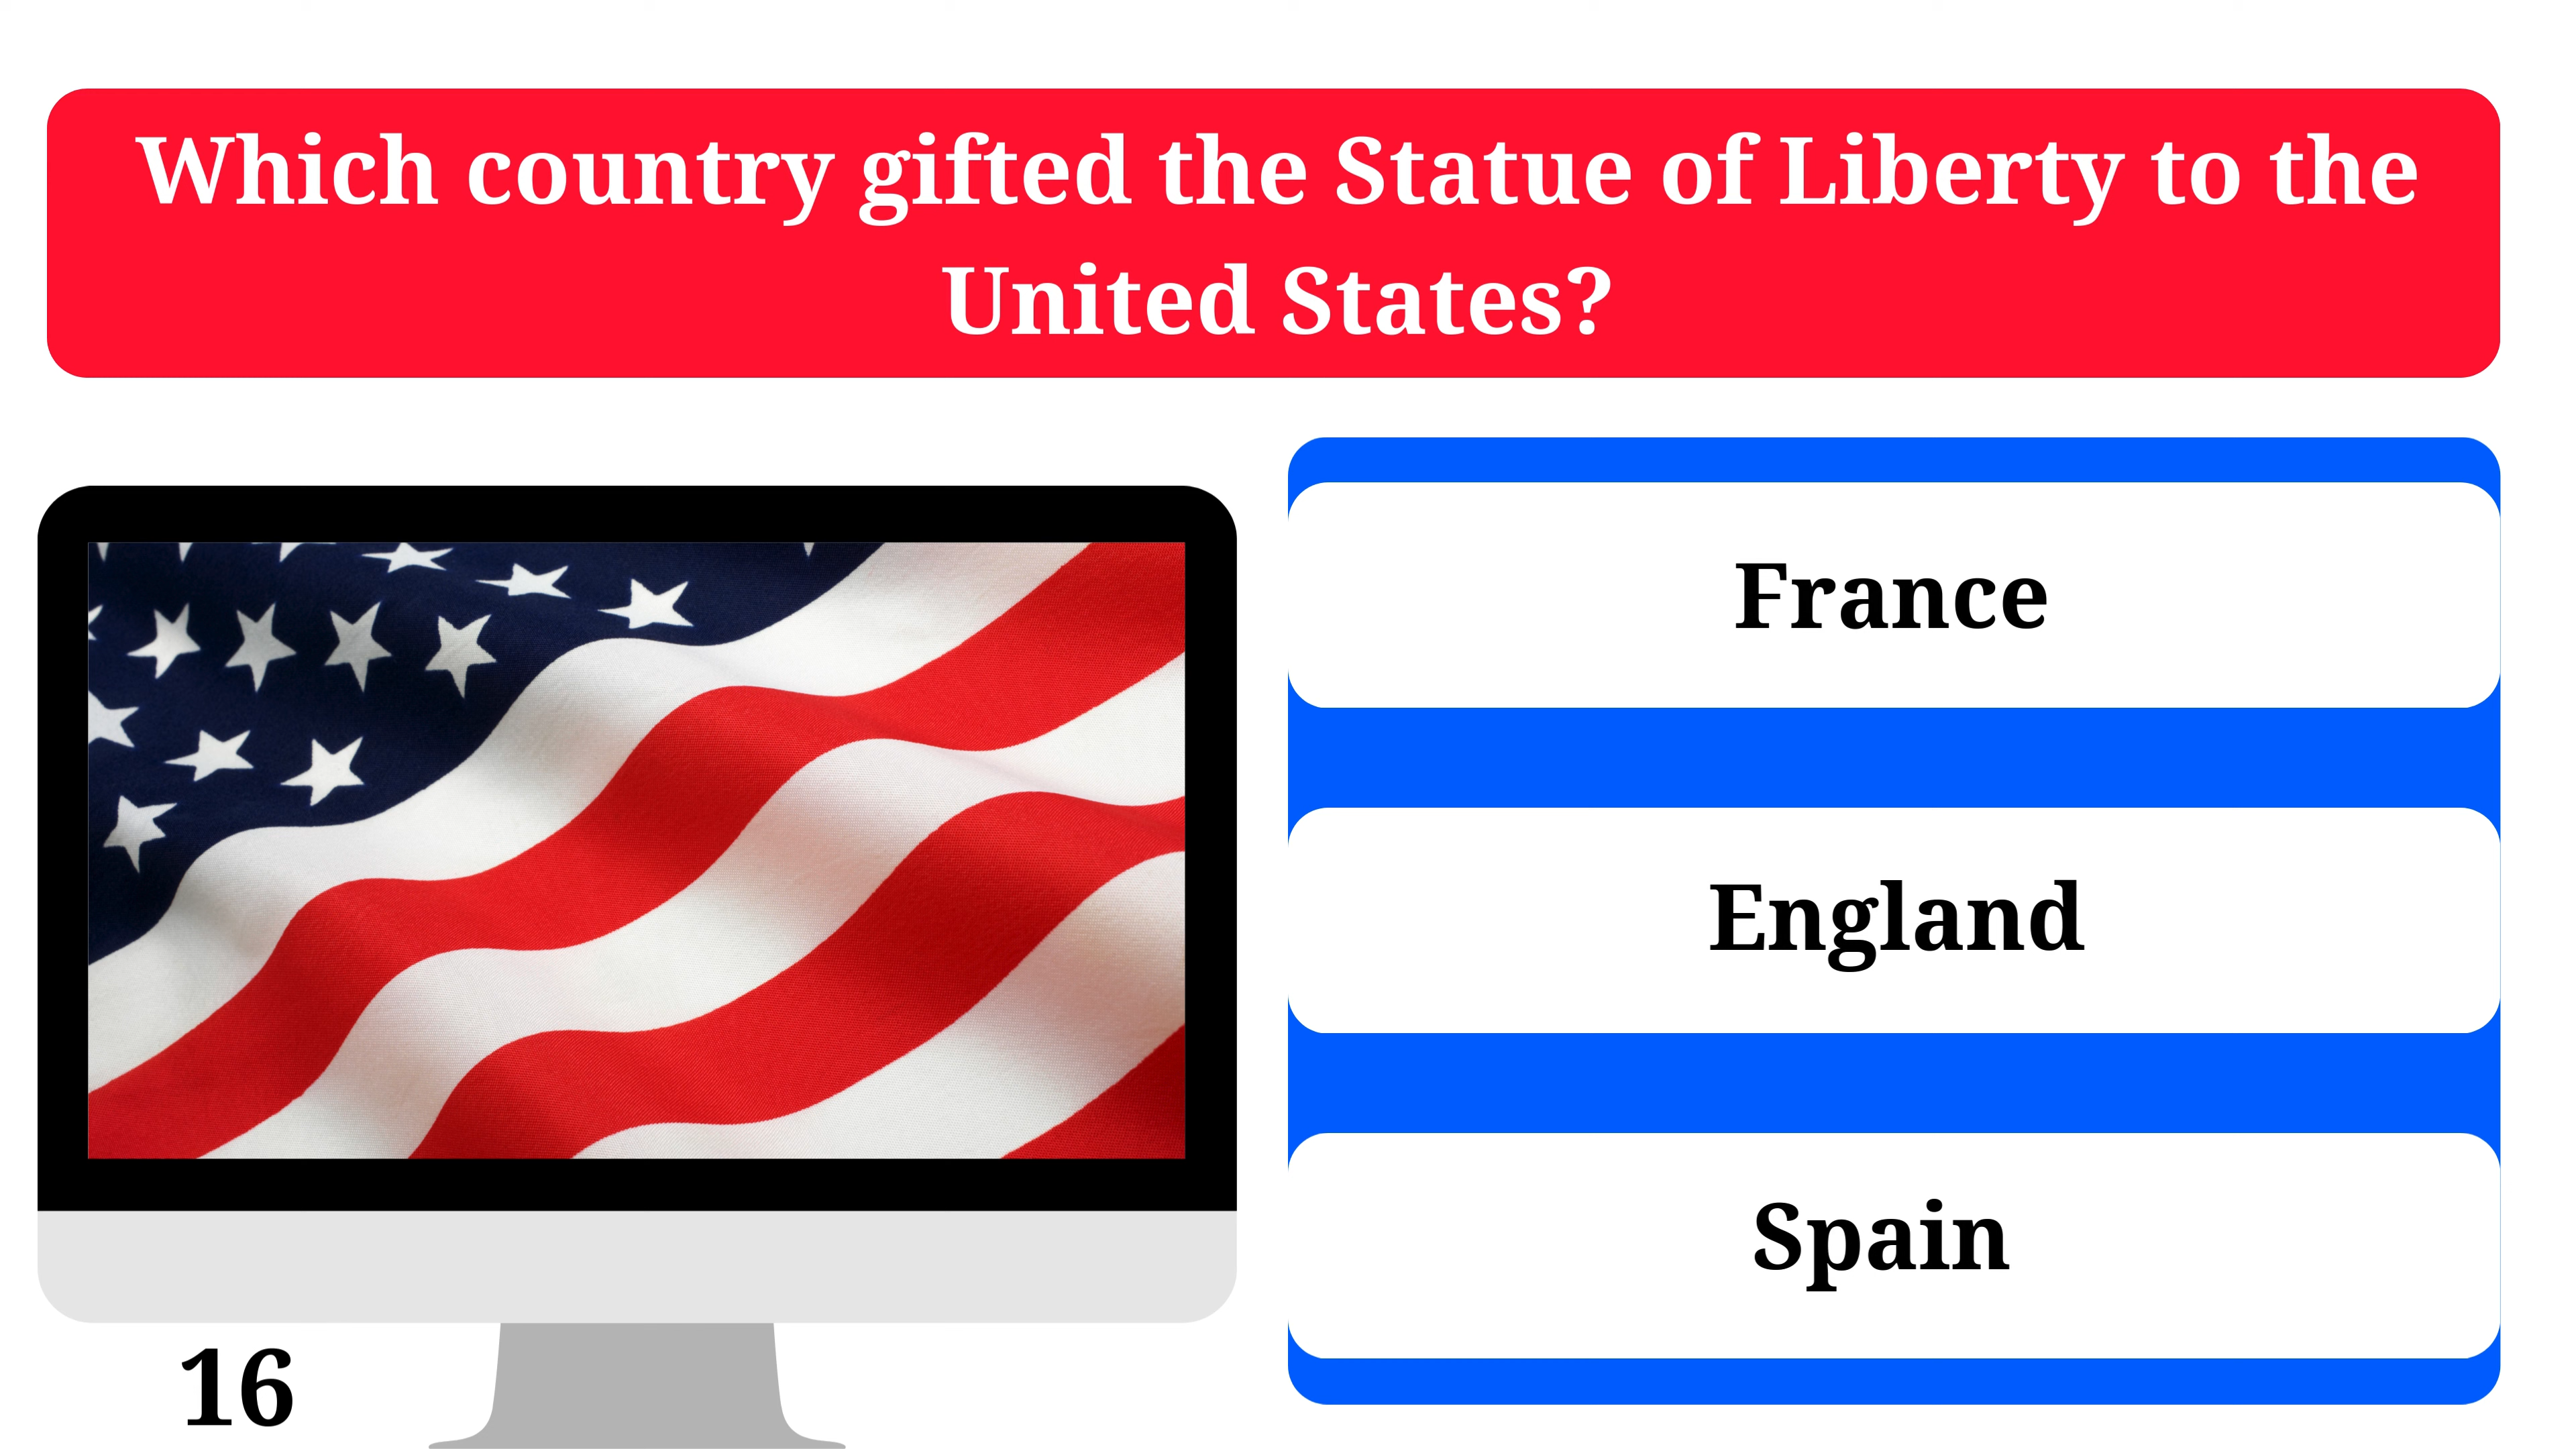 Which country gifted the Statue of Liberty to the
United States?
France
England
Spain
16